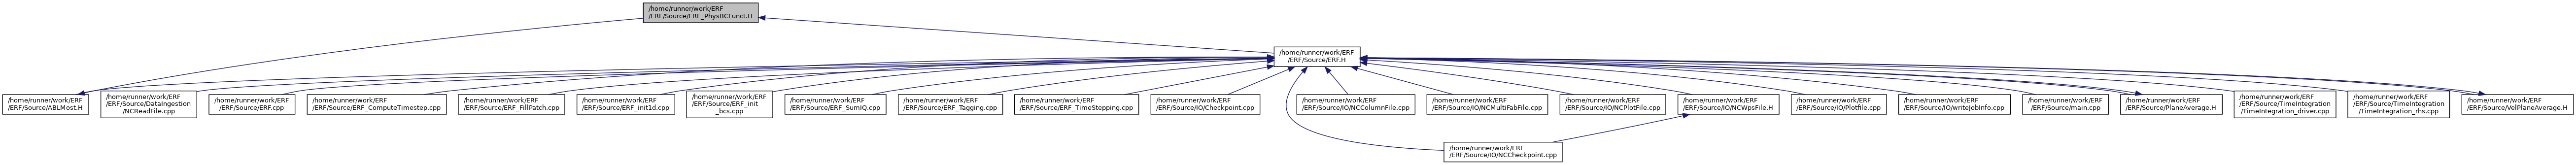 /home/runner/work/ERF
/ERF/Source/ERF_PhysBCFunct.H
/home/runner/work/ERF
/ERF/Source/ERF.H
/home/runner/work/ERF
/ERF/Source/ABLMost.H
/home/runner/work/ERF
/ERF/Source/DataIngestion
/NCReadFile.cpp
/home/runner/work/ERF
/ERF/Source/ERF.cpp
/home/runner/work/ERF
/ERF/Source/ERF_ComputeTimestep.cpp
/home/runner/work/ERF
/ERF/Source/ERF_FillPatch.cpp
/home/runner/work/ERF
/ERF/Source/ERF_init1d.cpp
/home/runner/work/ERF
/ERF/Source/ERF_init
_bcs.cpp
/home/runner/work/ERF
/ERF/Source/ERF_SumIQ.cpp
/home/runner/work/ERF
/ERF/Source/ERF_Tagging.cpp
/home/runner/work/ERF
/ERF/Source/ERF_TimeStepping.cpp
/home/runner/work/ERF
/ERF/Source/IO/Checkpoint.cpp
/home/runner/work/ERF
/ERF/Source/IO/NCColumnFile.cpp
/home/runner/work/ERF
/ERF/Source/IO/NCMultiFabFile.cpp
/home/runner/work/ERF
/ERF/Source/IO/NCPlotFile.cpp
/home/runner/work/ERF
/ERF/Source/IO/NCWpsFile.H
/home/runner/work/ERF
/ERF/Source/IO/Plotfile.cpp
/home/runner/work/ERF
/ERF/Source/IO/writeJobInfo.cpp
/home/runner/work/ERF
/ERF/Source/main.cpp
/home/runner/work/ERF
/ERF/Source/PlaneAverage.H
/home/runner/work/ERF
/ERF/Source/TimeIntegration
/TimeIntegration_driver.cpp
/home/runner/work/ERF
/ERF/Source/TimeIntegration
/TimeIntegration_rhs.cpp
/home/runner/work/ERF
/ERF/Source/VelPlaneAverage.H
/home/runner/work/ERF
/ERF/Source/IO/NCCheckpoint.cpp